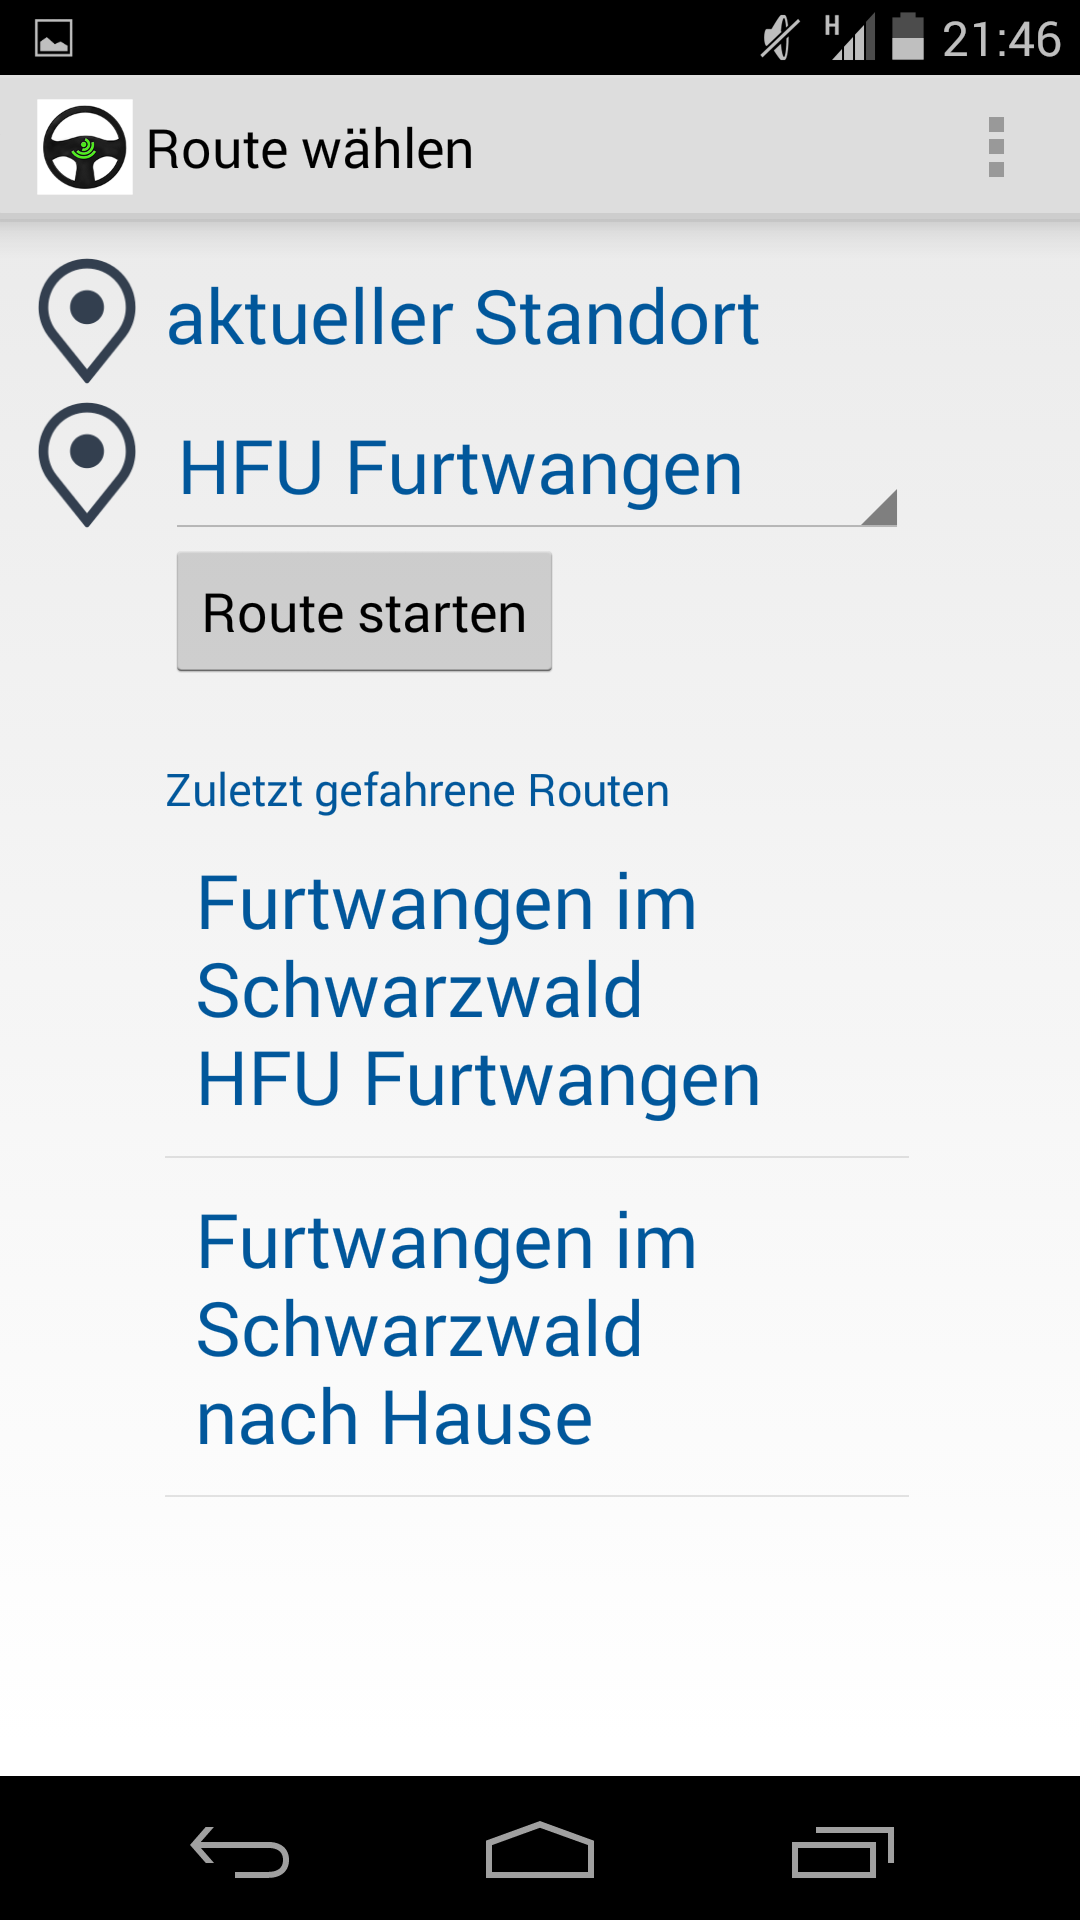 H 21:46
Route wählen
aktueller Standort
HFU Furtwangen
Route starten
Zuletzt gefahrene Routen
Furtwangen im
Schwarzwald
HFU Furtwangen
Furtwangen im
Schwarzwald
nach Hause